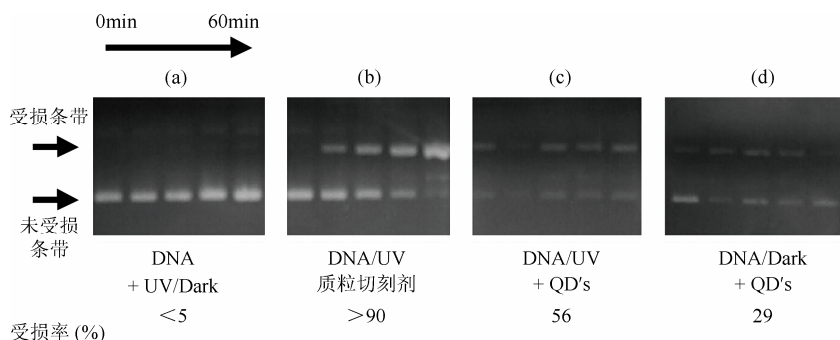 0min 60min
(a) (b) (c) (d)
受损条带
未受损
条带
DNA DNA/UV DNA/UV DNA/Dark
+ UV/Dark 质粒切刻剂 + QD's + QD's
受损率 (%) <5 >90 56 29